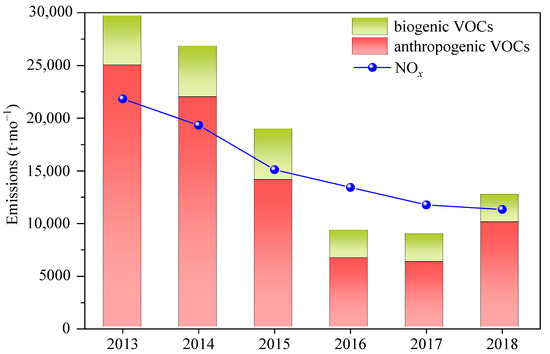 30,000
25,000
20,000
15,000
10,000
5000
0
Emissions (t·mo⁻¹)
biogenic VOCs
anthropogenic VOCs
NOₓ
2013 2014 2015 2016 2017 2018